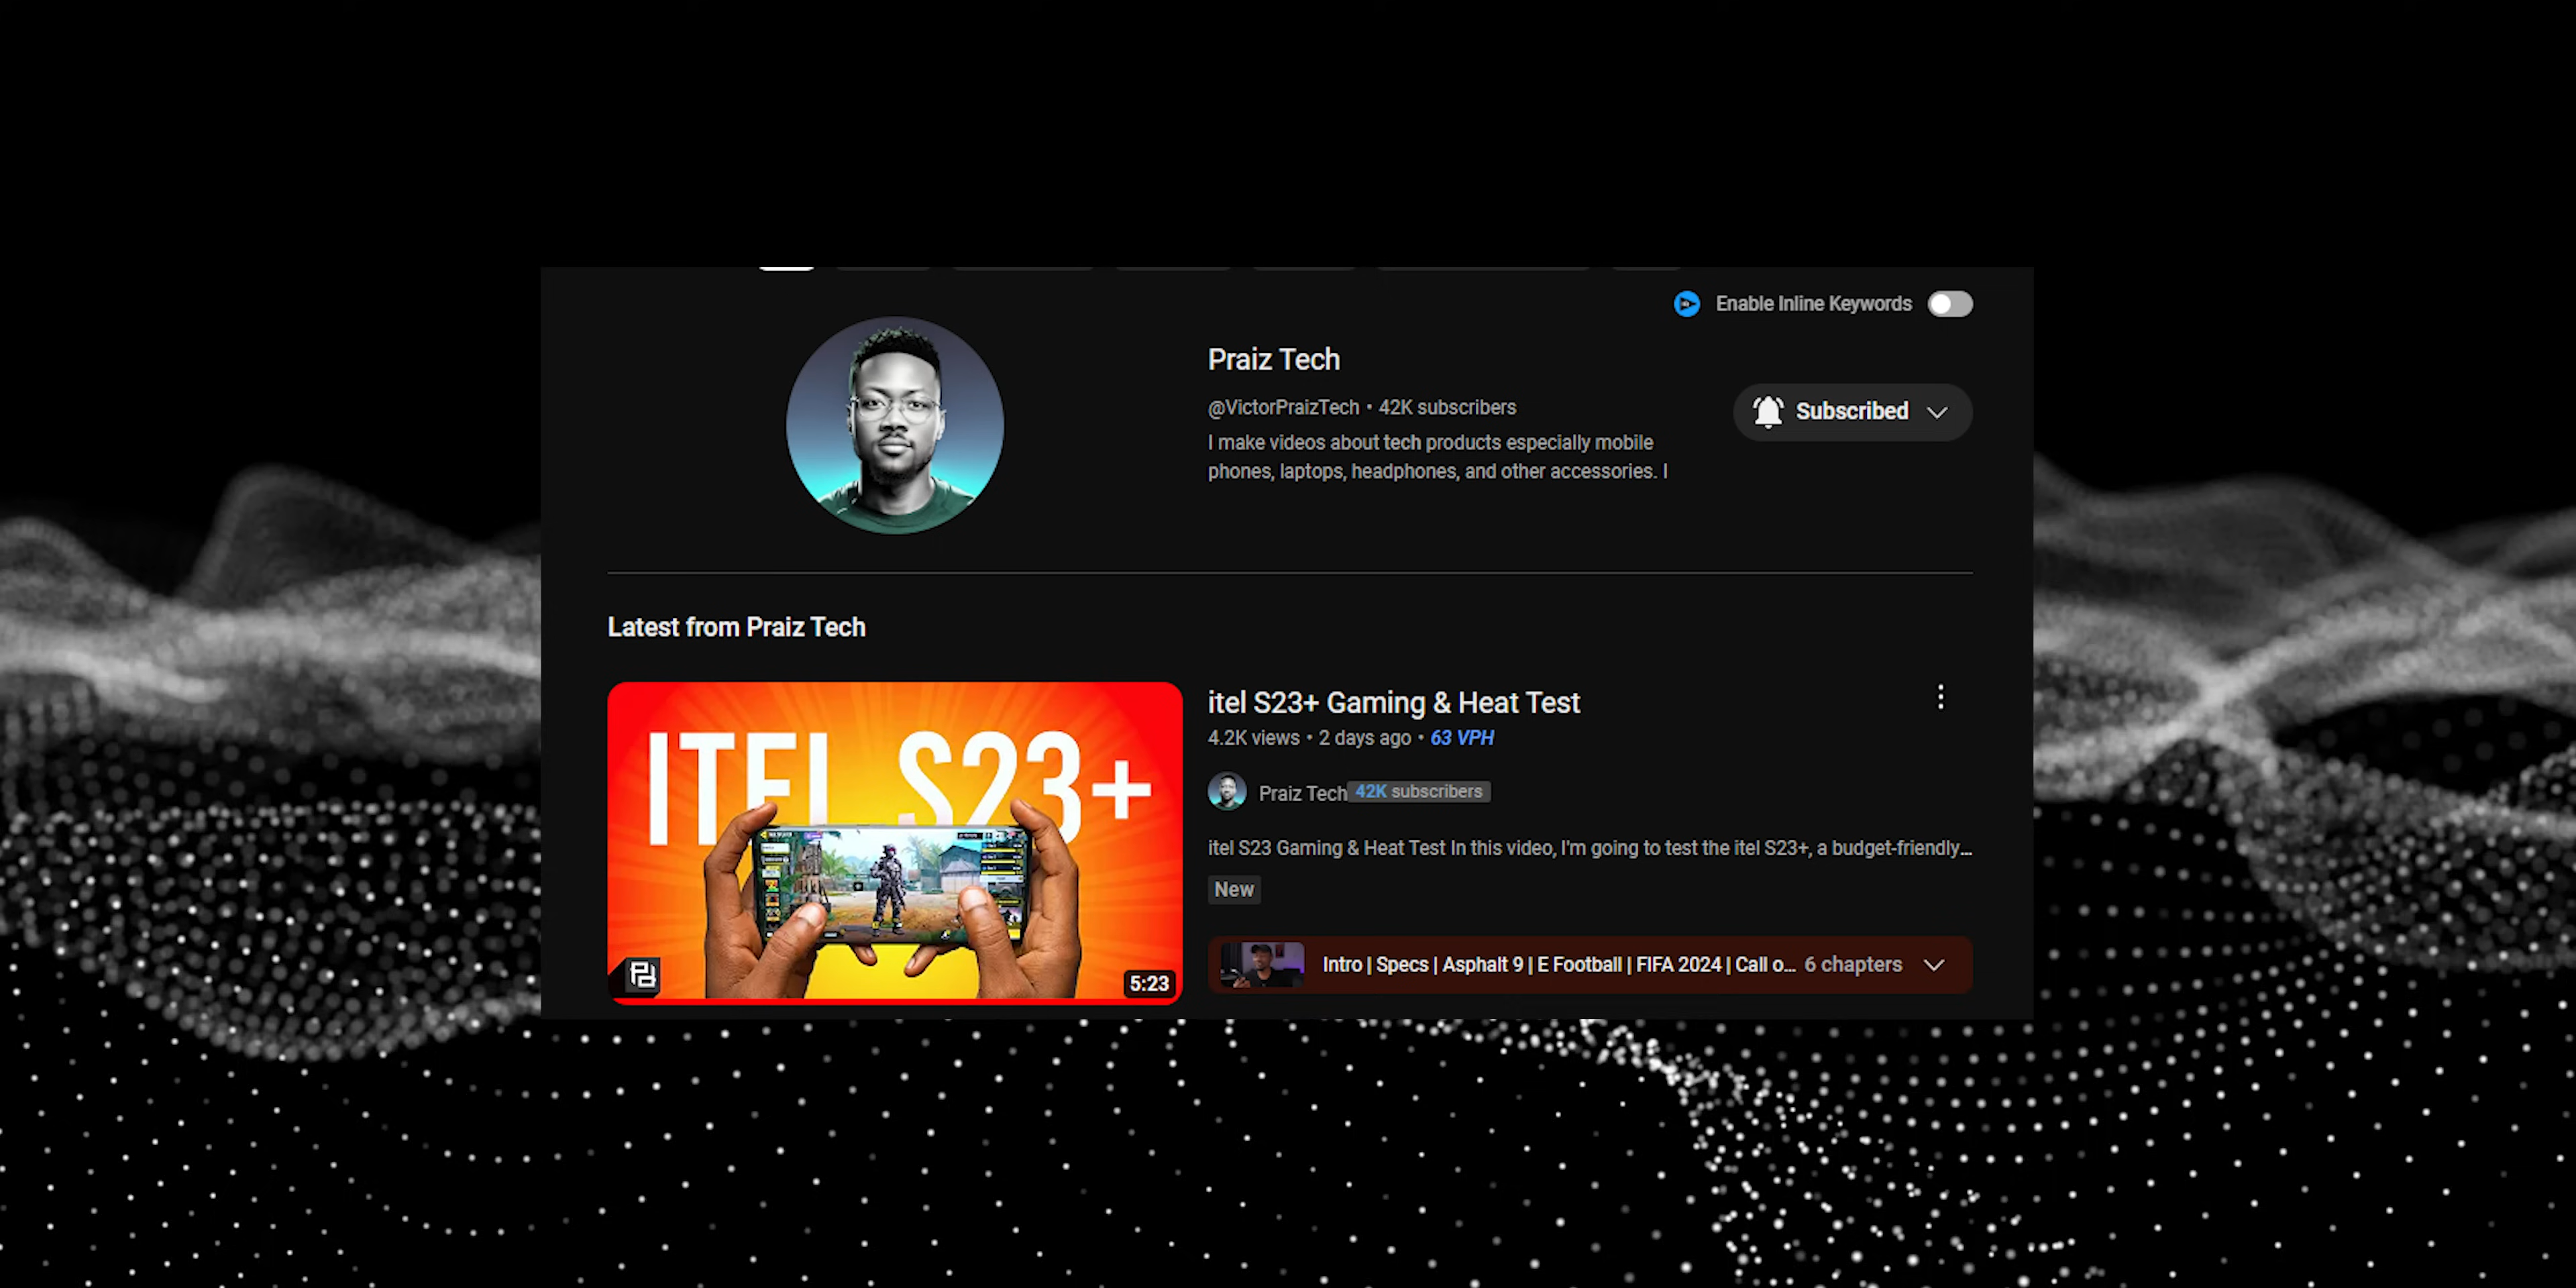 Enable Inline Keywords
Praiz Tech
@VictorPraizTech • 42K subscribers
Subscribed
I make videos about tech products especially mobile
phones, laptops, headphones, and other accessories. I
Latest from Praiz Tech
ITEL S23+
5:23
itel S23+ Gaming & Heat Test
4.2K views • 2 days ago • 63 VPH
Praiz Tech 42K subscribers
itel S23 Gaming & Heat Test In this video, I'm going to test the itel S23+, a budget-friendly...
New
Intro | Specs | Asphalt 9 | E Football | FIFA 2024 | Call o... 6 chapters